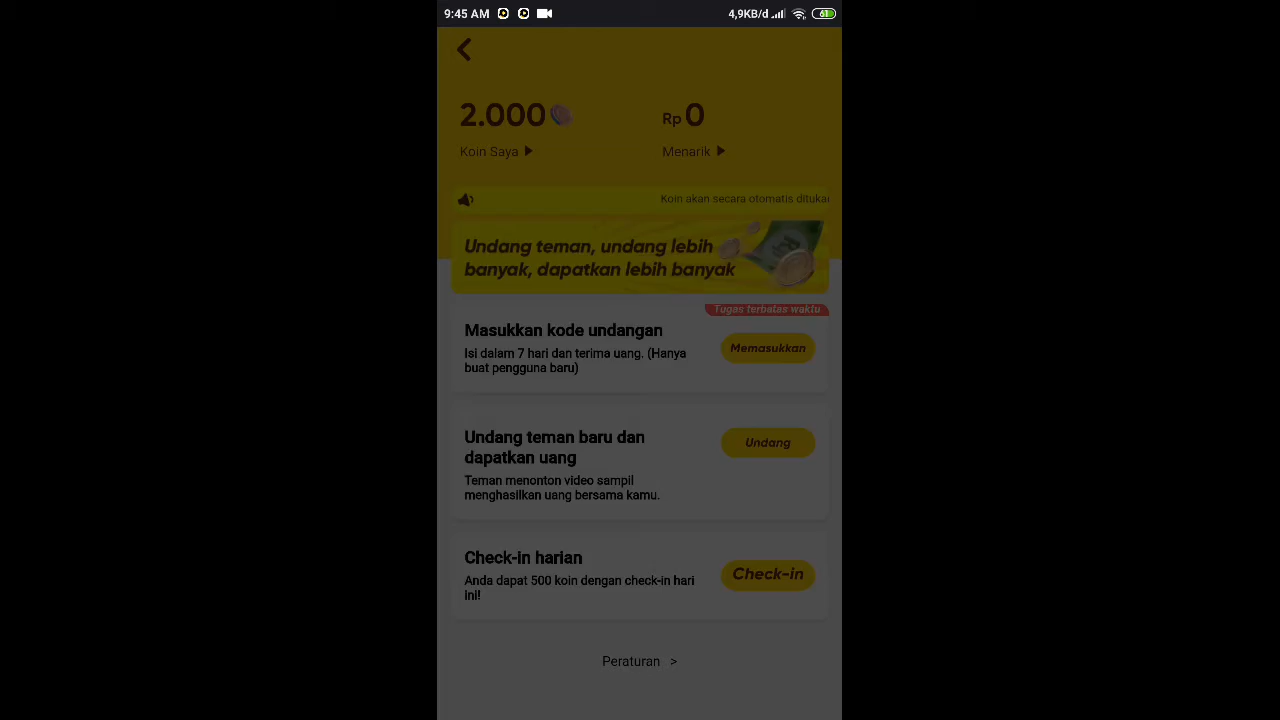 9:45 AM 4,9KB/d 61
2.000 Rp 0
Koin Saya Menarik
Koin akan secara otomatis ditukar
Undang teman, undang lebih
banyak, dapatkan lebih banyak
Tugas terbatas waktu
Masukkan kode undangan
Isi dalam 7 hari dan terima uang. (Hanya
buat pengguna baru)
Memasukkan
Undang teman baru dan
dapatkan uang
Undang
Teman menonton video sampil
menghasilkan uang bersama kamu.
Check-in harian
Anda dapat 500 koin dengan check-in hari
ini!
Check-in
Peraturan >